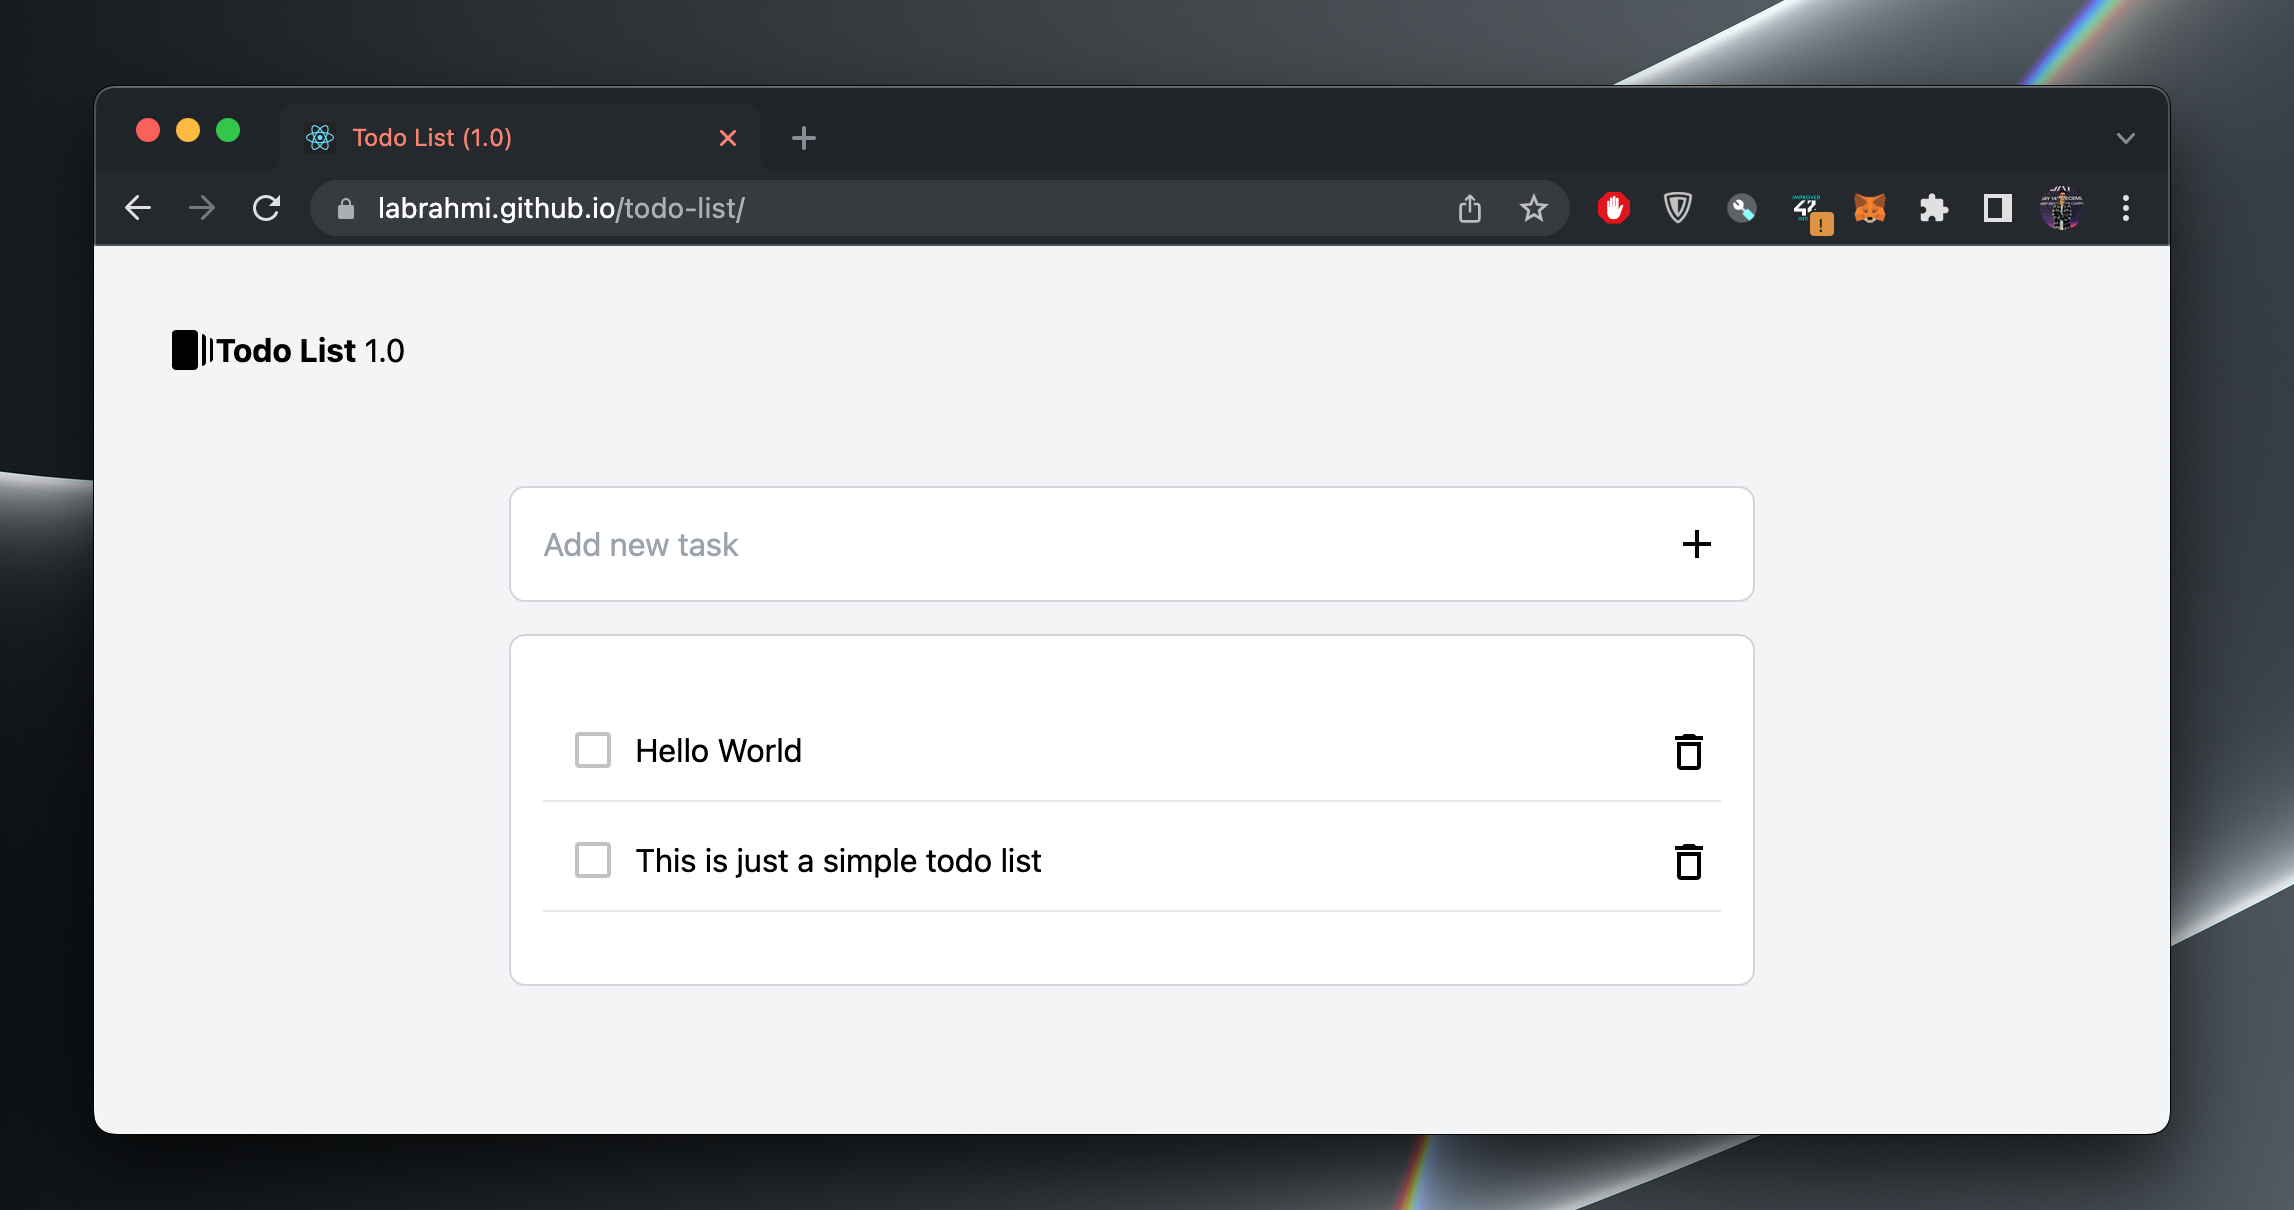 Todo List (1.0)
labrahmi.github.io/todo-list/
Todo List 1.0
Add new task
Hello World
This is just a simple todo list